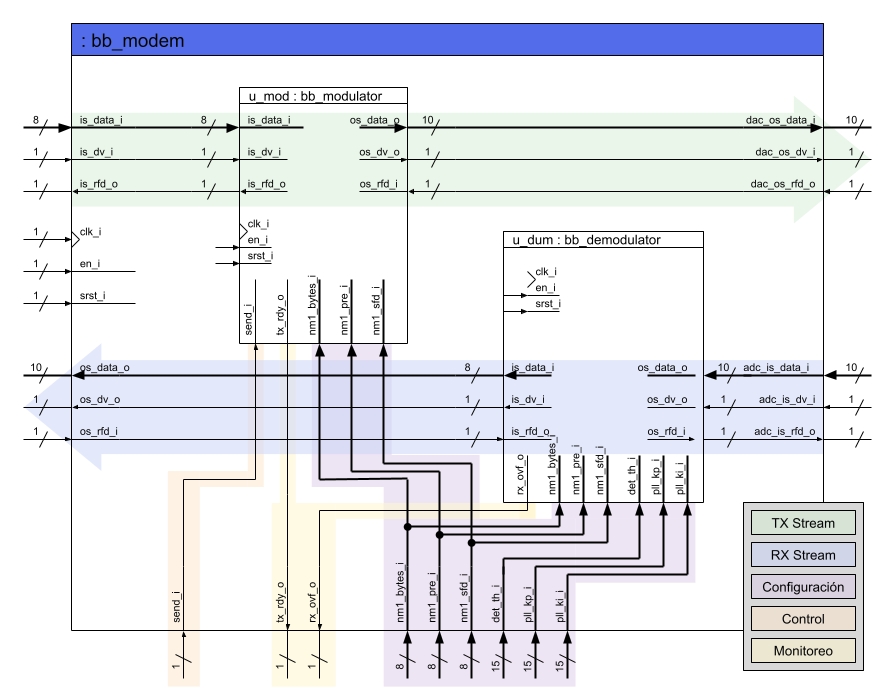 : bb_modem
u_mod : bb_modulator
8 is_data_i 8 is_data_i os_data_o 10 dac_os_data_i 10
1 is_dv_i 1 is_dv_i os_dv_o 1 dac_os_dv_i 1
1 is_rfd_o 1 is_rfd_o os_rfd_i 1 dac_os_rfd_o 1
1 clk_i clk_i
1 en_i en_i
1 srst_i srst_i
send_i tx_rdy_o nm1_bytes_i nm1_pre_i nm1_sfd_i
u_dum : bb_demodulator
clk_i
en_i
srst_i
10 os_data_o 8 is_data_i os_data_o 10 adc_is_data_i 10
1 os_dv_o 1 is_dv_i os_dv_o 1 adc_is_dv_i 1
1 os_rfd_i 1 is_rfd_o os_rfd_i 1 adc_is_rfd_o 1
rx_ovf_o nm1_bytes_i nm1_pre_i nm1_sfd_i det_th_i pll_kp_i pll_ki_i
send_i tx_rdy_o rx_ovf_o nm1_bytes_i nm1_pre_i nm1_sfd_i det_th_i pll_kp_i pll_ki_i
1 1 1 8 8 8 15 15 15
TX Stream
RX Stream
Configuración
Control
Monitoreo